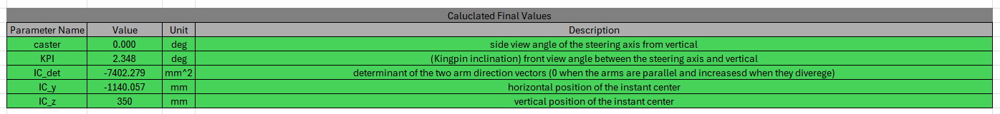 Caluclated Final Values
Parameter Name Value Unit Description
caster 0.000 deg side view angle of the steering axis from vertical
KPI 2.348 deg (Kingpin inclination) front view angle between the steering axis and vertical
IC_det -7402.279 mm^2 determinant of the two arm direction vectors (0 when the arms are parallel and increasesd when they diverege)
IC_y -1140.057 mm horizontal position of the instant center
IC_z 350 mm vertical position of the instant center